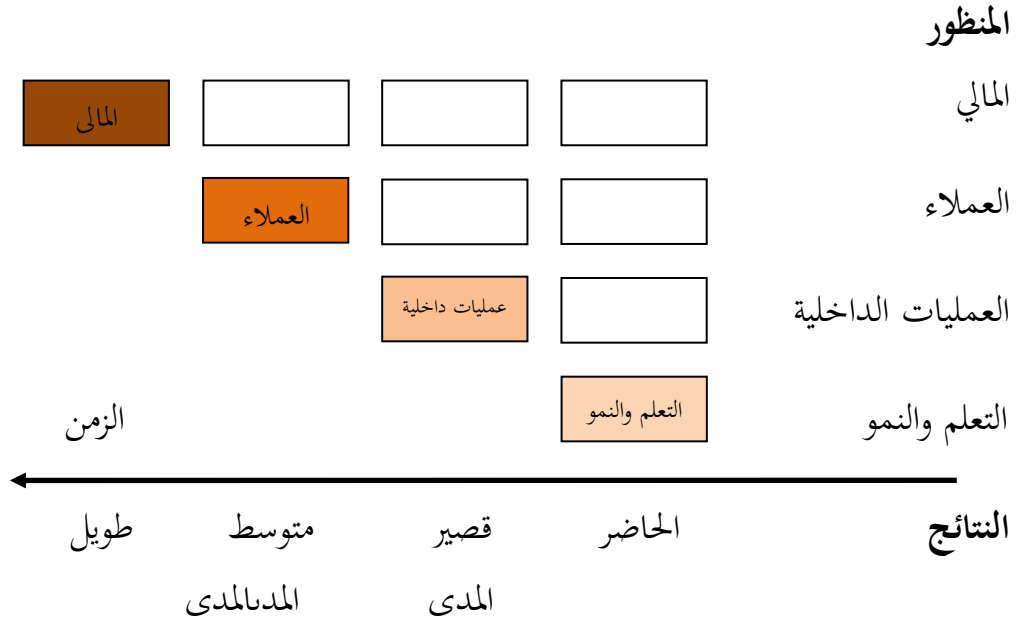 المنظور
المالي
المالى
العملاء
العملاء
العمليات الداخلية
عمليات داخلية
التعلم والنمو
التعلم والنمو
الزمن
النتائج الحاضر قصير متوسط طويل
المدى المدىالمدى